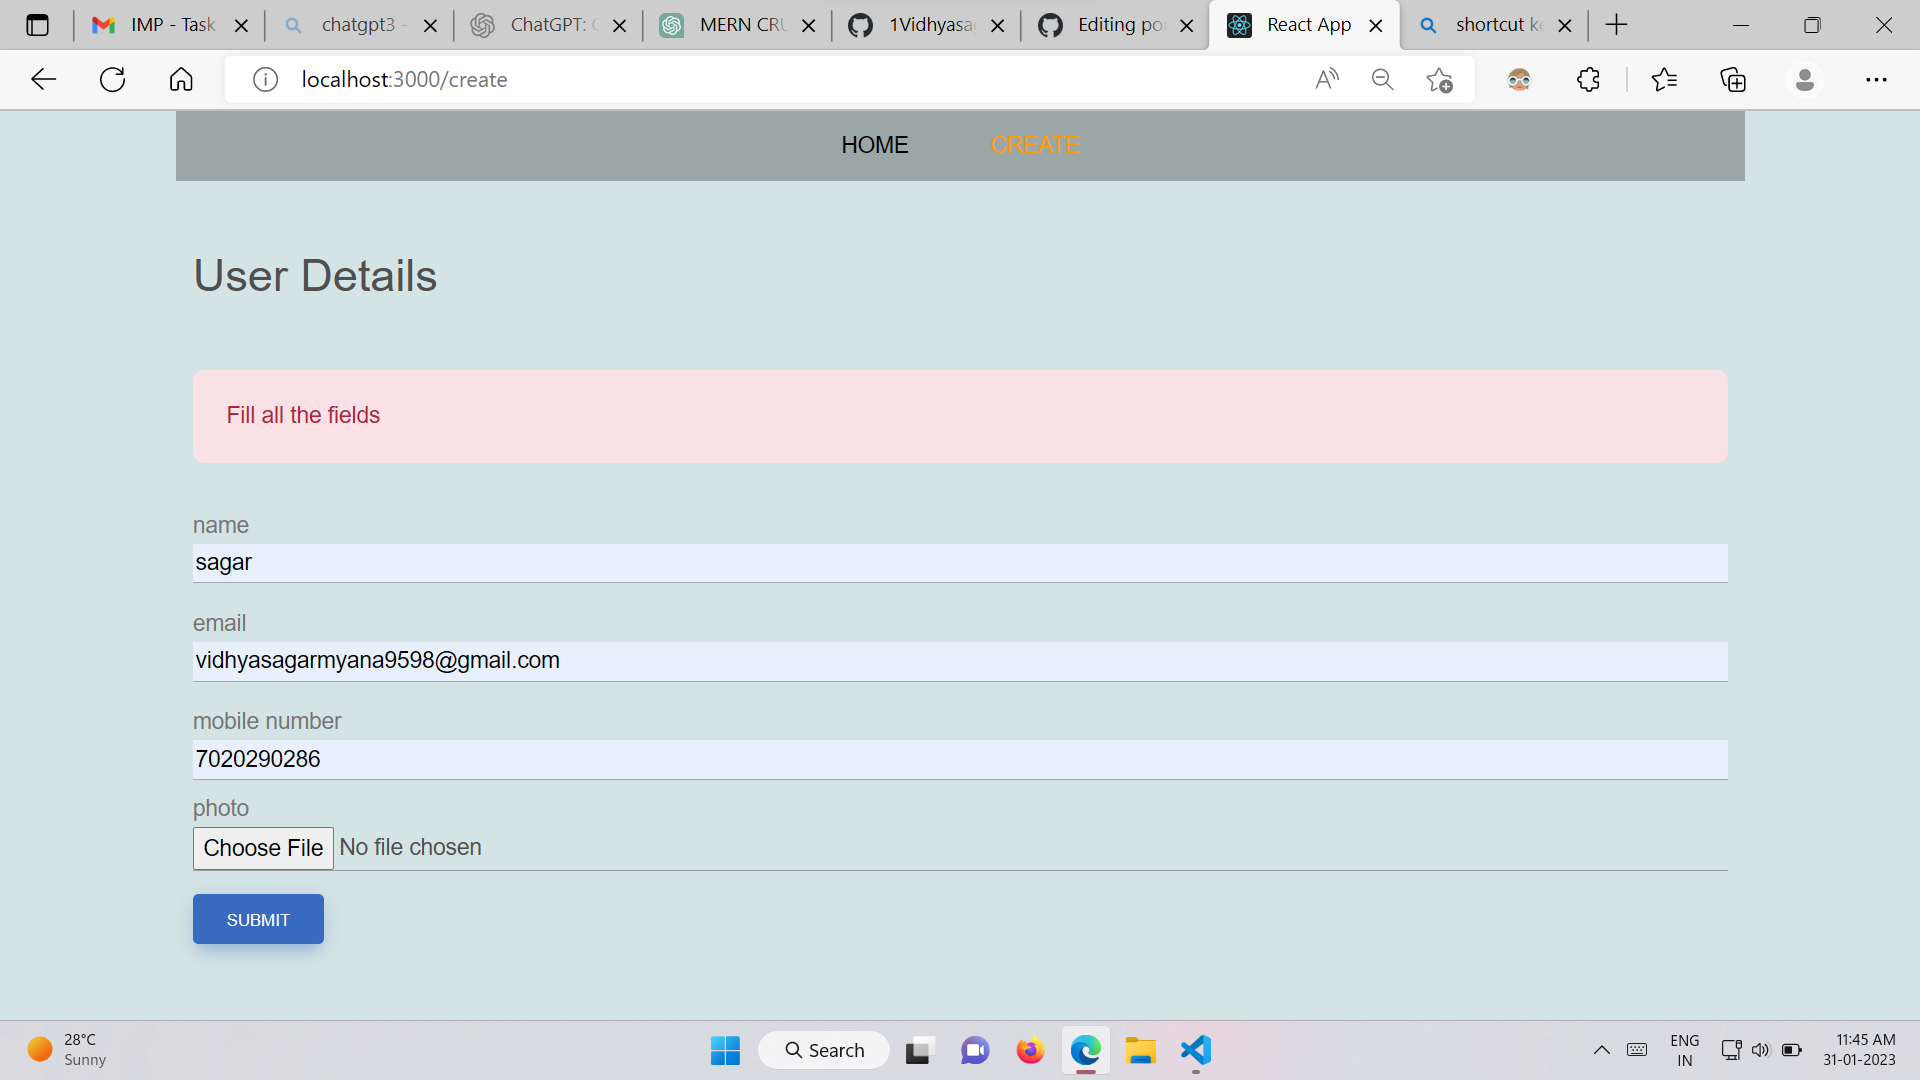 IMP - Task
chatgpt3 -
ChatGPT:
MERN CRU
1Vidhyasa
Editing po
React App
shortcut ke
localhost:3000/create
HOME
CREATE
User Details
Fill all the fields
name
sagar
email
vidhyasagarmyana9598@gmail.com
mobile number
7020290286
photo
Choose File No file chosen
SUBMIT
28°C
Sunny
Search
ENG
IN
11:45 AM
31-01-2023